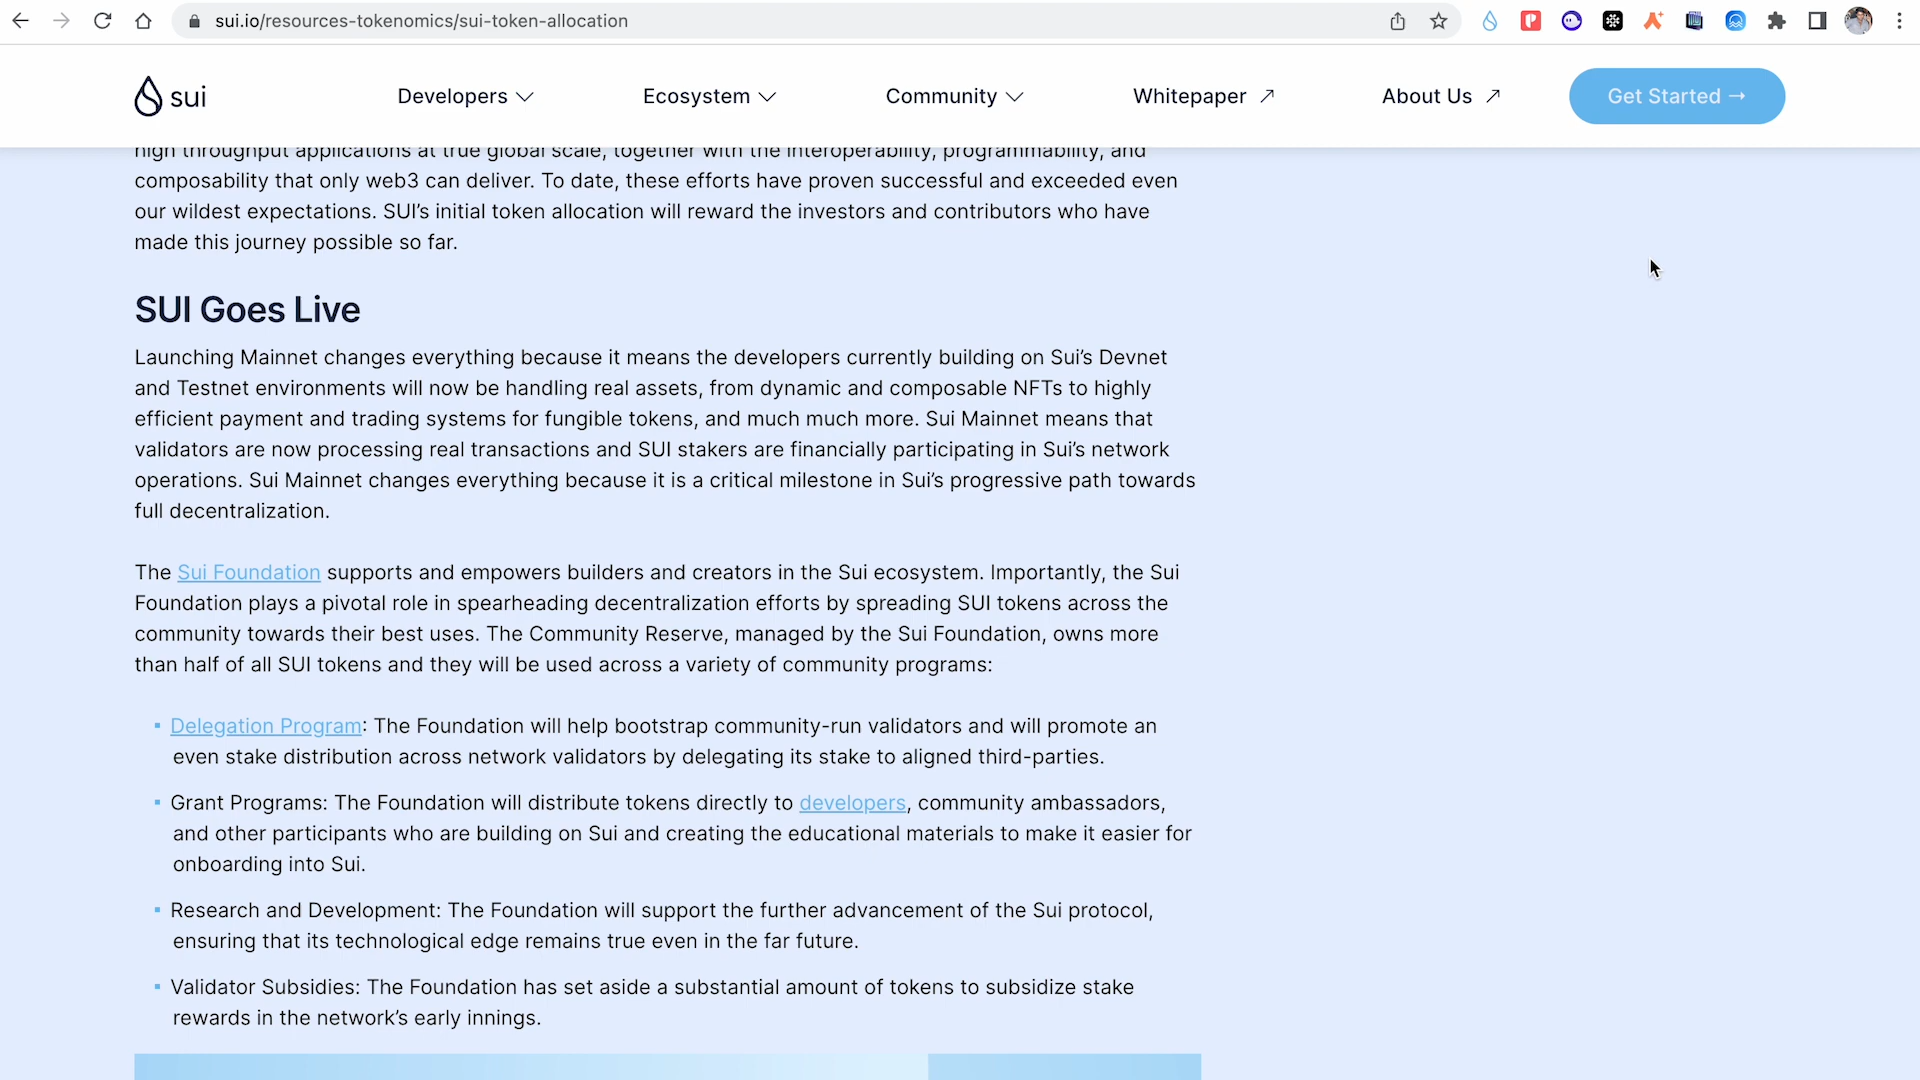 sui.io/resources-tokenomics/sui-token-allocation
sui
Developers
Ecosystem
Community
Whitepaper ↗
About Us ↗
Get Started →
high throughput applications at true global scale, together with the interoperability, programmability, and
composability that only web3 can deliver. To date, these efforts have proven successful and exceeded even
our wildest expectations. SUI’s initial token allocation will reward the investors and contributors who have
made this journey possible so far.
SUI Goes Live
Launching Mainnet changes everything because it means the developers currently building on Sui’s Devnet
and Testnet environments will now be handling real assets, from dynamic and composable NFTs to highly
efficient payment and trading systems for fungible tokens, and much much more. Sui Mainnet means that
validators are now processing real transactions and SUI stakers are financially participating in Sui’s network
operations. Sui Mainnet changes everything because it is a critical milestone in Sui’s progressive path towards
full decentralization.
The Sui Foundation supports and empowers builders and creators in the Sui ecosystem. Importantly, the Sui
Foundation plays a pivotal role in spearheading decentralization efforts by spreading SUI tokens across the
community towards their best uses. The Community Reserve, managed by the Sui Foundation, owns more
than half of all SUI tokens and they will be used across a variety of community programs:
▪ Delegation Program: The Foundation will help bootstrap community-run validators and will promote an
even stake distribution across network validators by delegating its stake to aligned third-parties.
▪ Grant Programs: The Foundation will distribute tokens directly to developers, community ambassadors,
and other participants who are building on Sui and creating the educational materials to make it easier for
onboarding into Sui.
▪ Research and Development: The Foundation will support the further advancement of the Sui protocol,
ensuring that its technological edge remains true even in the far future.
▪ Validator Subsidies: The Foundation has set aside a substantial amount of tokens to subsidize stake
rewards in the network’s early innings.